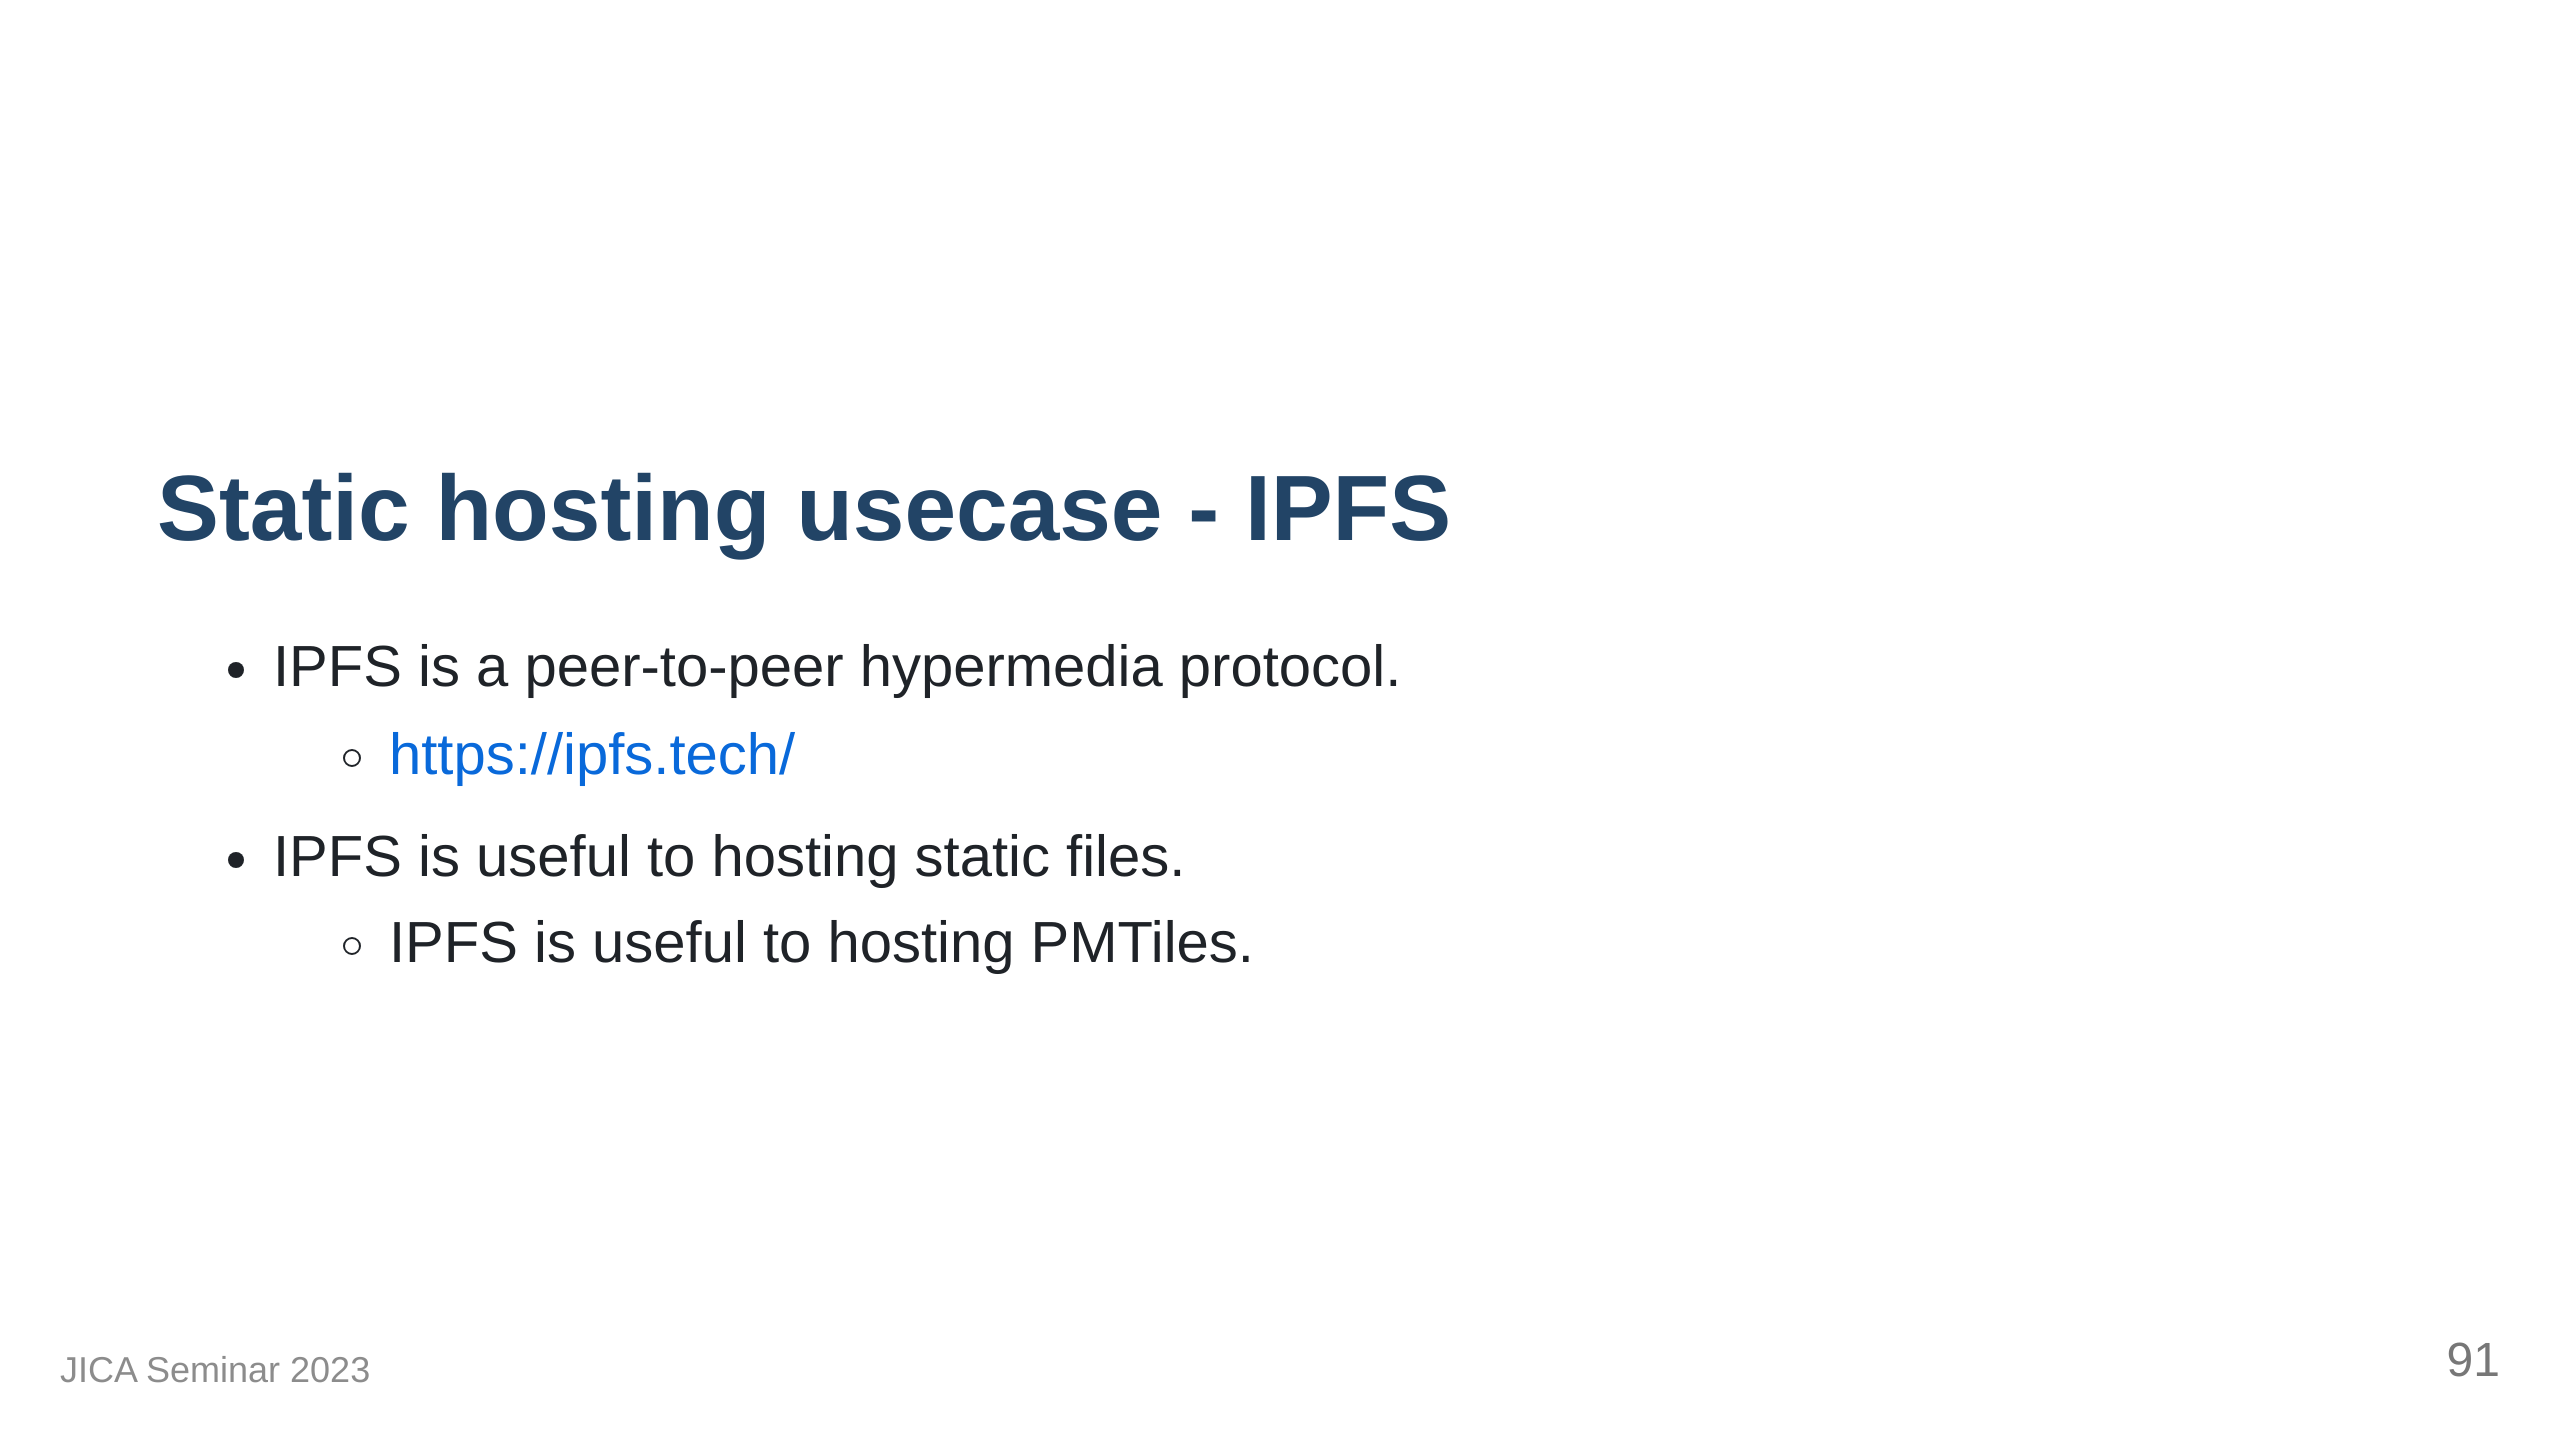 Static hosting usecase - IPFS
IPFS is a peer-to-peer hypermedia protocol.
https://ipfs.tech/
IPFS is useful to hosting static files.
IPFS is useful to hosting PMTiles.
JICA Seminar 2023
91